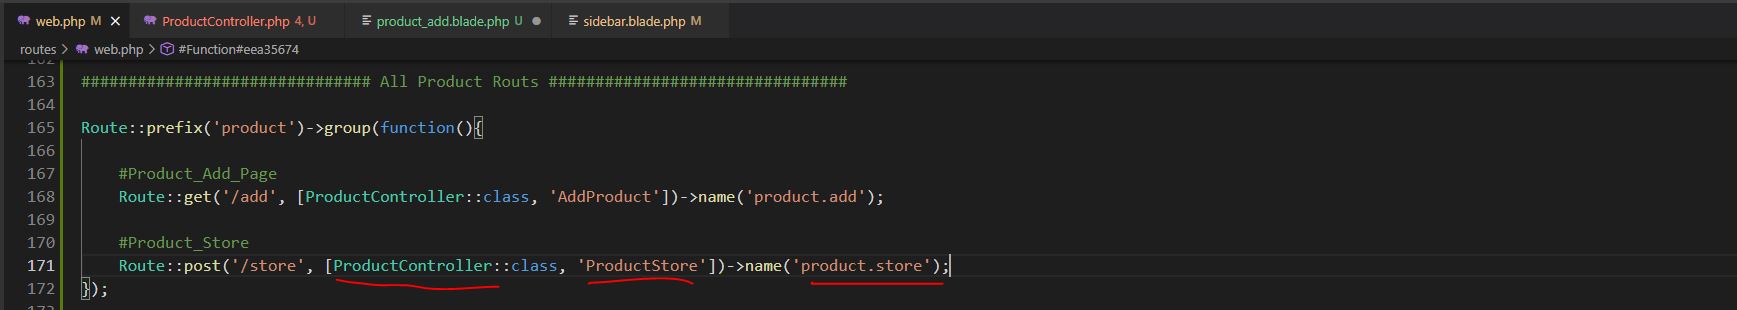 web.php M × ProductController.php 4, U product_add.blade.php U ● sidebar.blade.php M
routes > web.php > #Function#eea35674
162
163 ############################### All Product Routs ################################
164
165 Route::prefix('product')->group(function(){
166
167 #Product_Add_Page
168 Route::get('/add', [ProductController::class, 'AddProduct'])->name('product.add');
169
170 #Product_Store
171 Route::post('/store', [ProductController::class, 'ProductStore'])->name('product.store');
172 });
173